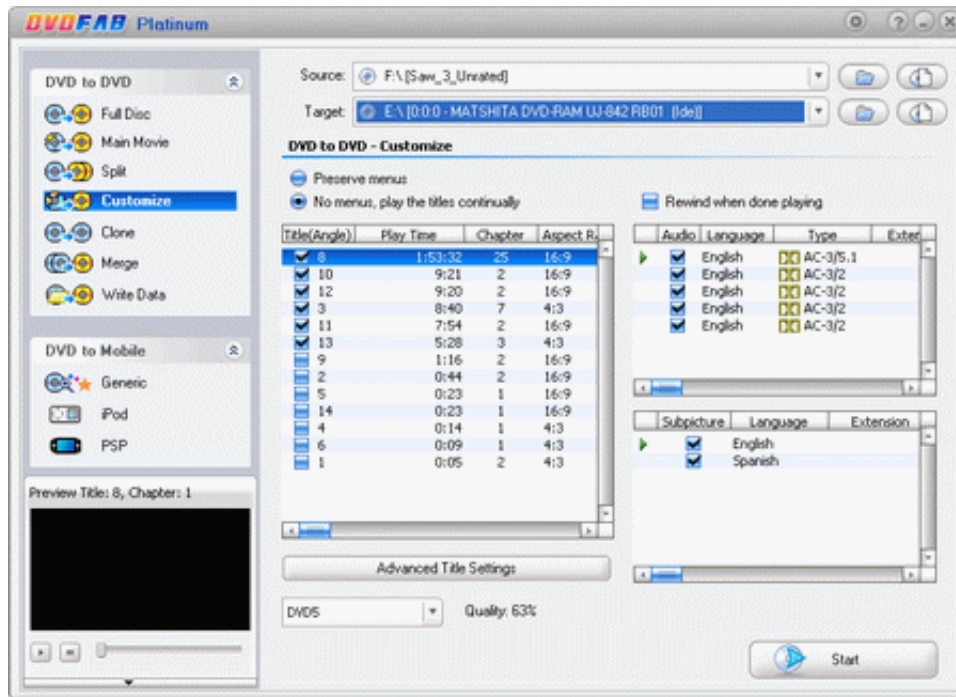 DVDFAB Platinum
DVD to DVD
Full Disc
Main Movie
Split
Customize
Clone
Merge
Write Data
DVD to Mobile
Generic
iPod
PSP
Preview Title: 8, Chapter: 1
Source: F:\ [Saw_3_Unrated]
Target: E:\ [0:0:0 - MATSHITA DVD-RAM UJ-842 RB01 (Ide)]
DVD to DVD - Customize
Preserve menus
No menus, play the titles continually
Title(Angle) Play Time Chapter Aspect Ra
8 1:53:32 25 16:9
10 9:21 2 16:9
12 9:20 2 16:9
3 8:40 7 4:3
11 7:54 2 16:9
13 5:28 3 4:3
9 1:16 2 16:9
2 0:44 2 16:9
5 0:23 1 16:9
14 0:23 1 16:9
4 0:14 1 4:3
6 0:09 1 4:3
1 0:05 2 4:3
Advanced Title Settings
DVD5 Quality: 63%
Rewind when done playing
Audio Language Type Exten
English AC-3/5.1
English AC-3/2
English AC-3/2
English AC-3/2
English AC-3/2
Subpicture Language Extension
English
Spanish
Start